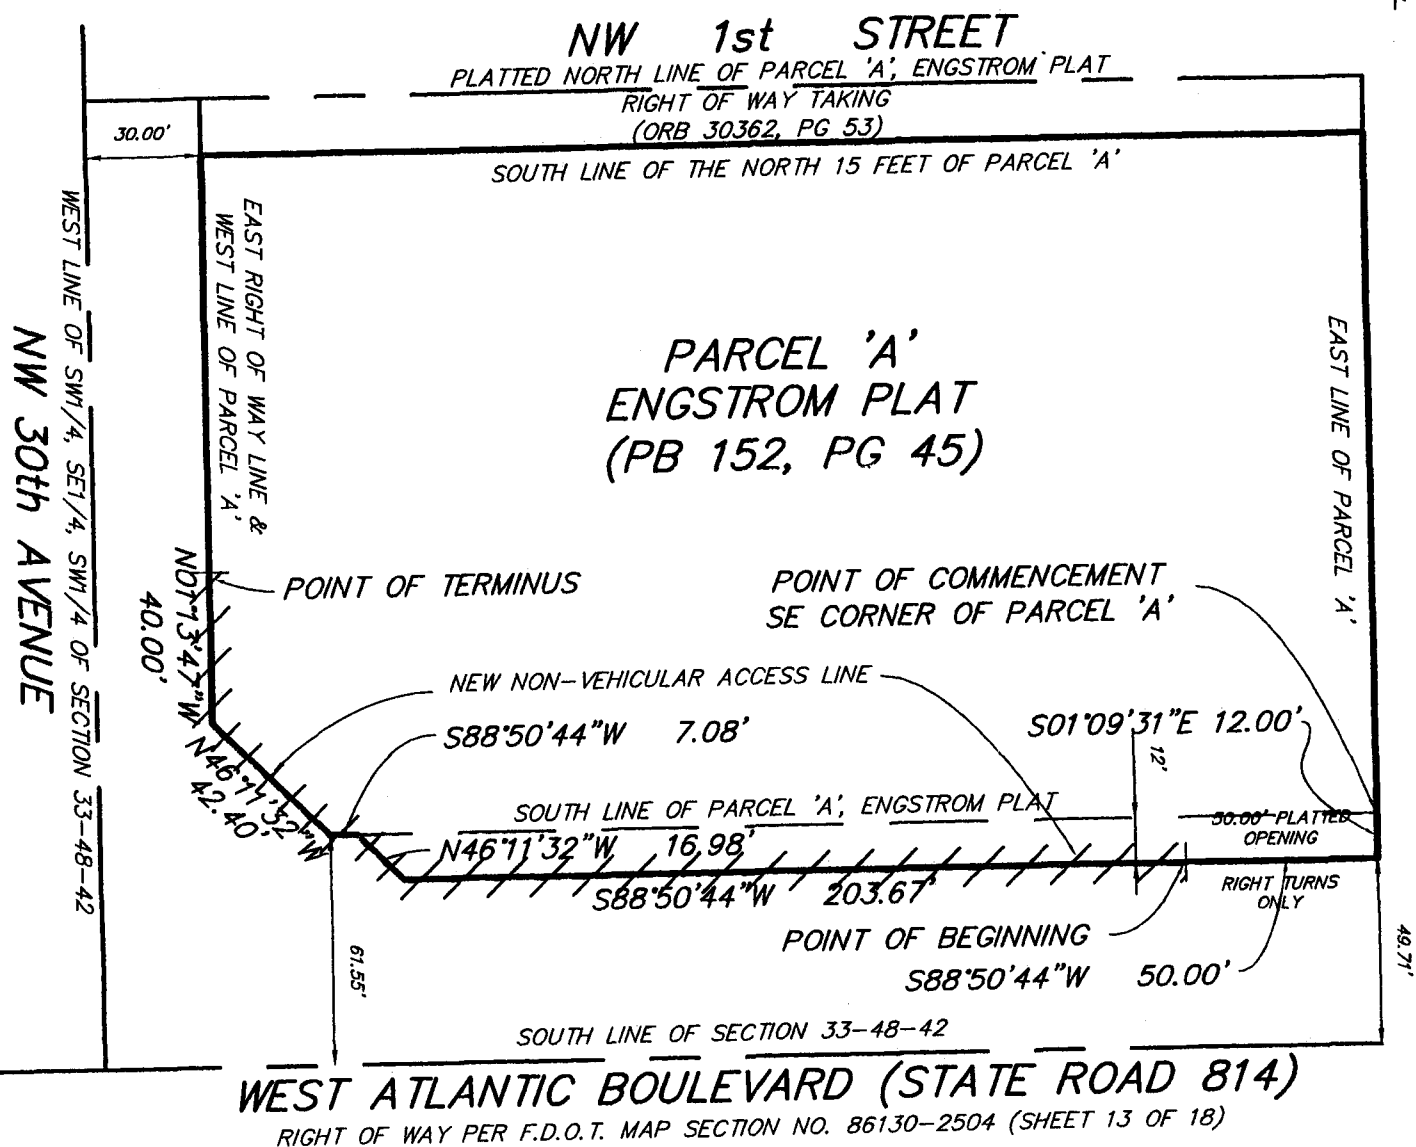 NW 1st STREET
PLATTED NORTH LINE OF PARCEL 'A', ENGSTROM PLAT
RIGHT OF WAY TAKING
(ORB 30362, PG 53)
30.00'
SOUTH LINE OF THE NORTH 15 FEET OF PARCEL 'A'
WEST LINE OF SW1/4, SE1/4, SW1/4 OF SECTION 33-48-42
NW 30th AVENUE
EAST RIGHT OF WAY LINE &
WEST LINE OF PARCEL 'A'
PARCEL 'A'
ENGSTROM PLAT
(PB 152, PG 45)
EAST LINE OF PARCEL 'A'
N01°13'47"W
40.00'
POINT OF TERMINUS
POINT OF COMMENCEMENT
SE CORNER OF PARCEL 'A'
NEW NON-VEHICULAR ACCESS LINE
S88°50'44"W 7.08'
S01°09'31"E 12.00'
12'
N46°11'32"W
42.40'
SOUTH LINE OF PARCEL 'A', ENGSTROM PLAT
50.00' PLATTED
OPENING
N46°11'32"W 16.98'
S88°50'44"W 203.67'
RIGHT TURNS
ONLY
POINT OF BEGINNING
S88°50'44"W 50.00'
61.55'
49.71'
SOUTH LINE OF SECTION 33-48-42
WEST ATLANTIC BOULEVARD (STATE ROAD 814)
RIGHT OF WAY PER F.D.O.T. MAP SECTION NO. 86130-2504 (SHEET 13 OF 18)